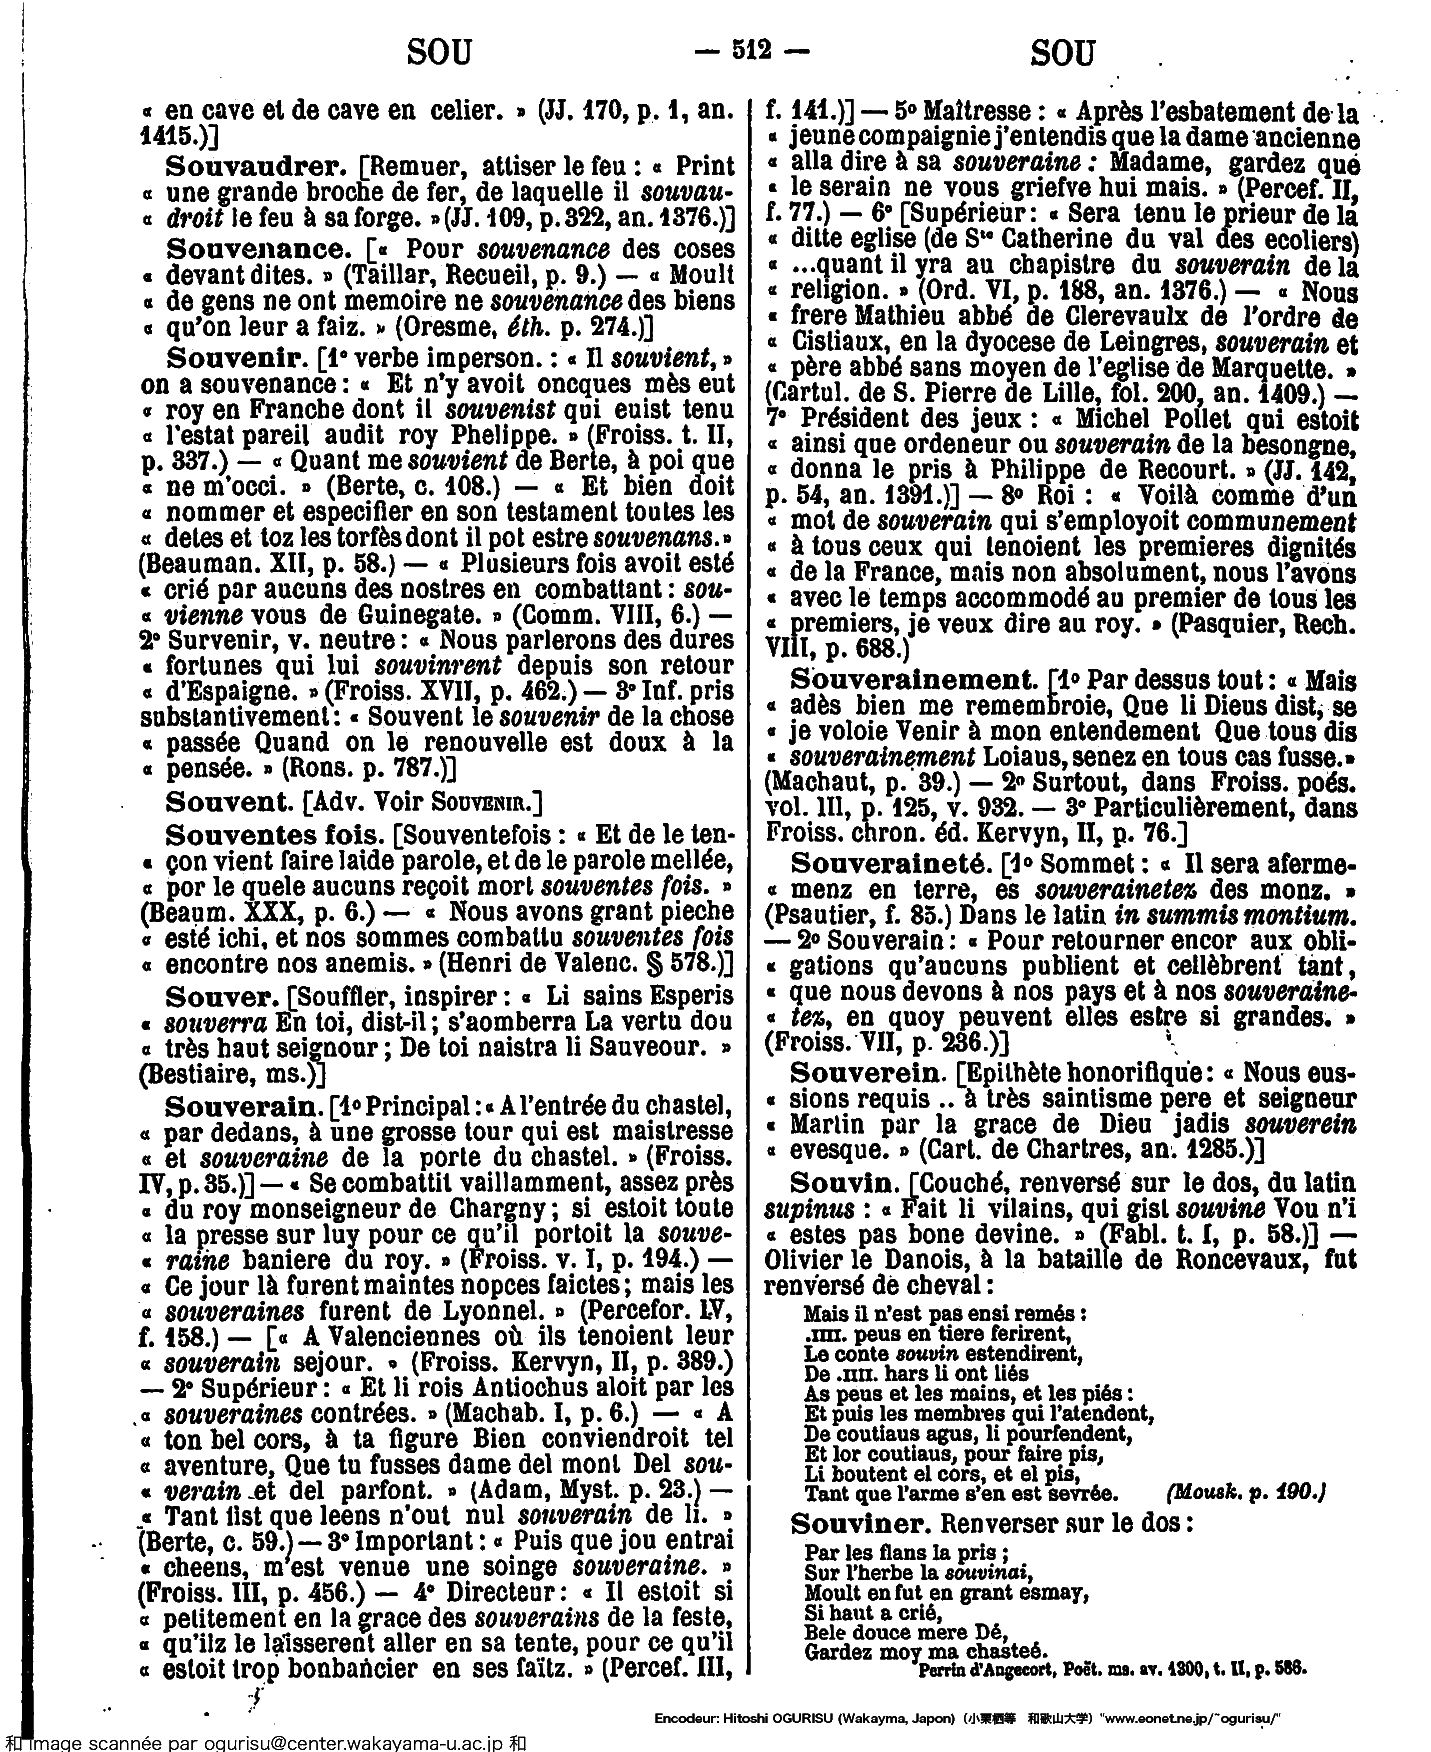 SOU — 512 — SOU
« en cave et de cave en celier. » (JJ. 170, p. 1, an.
1415.)]
Souvaudrer. [Remuer, attiser le feu : « Print
« une grande broche de fer, de laquelle il souvau-
« droit le feu à sa forge. » (JJ. 109, p. 322, an. 1376.)]
Souvenance. [« Pour souvenance des coses
« devant dites. » (Taillar, Recueil, p. 9.) — « Moult
« de gens ne ont memoire ne souvenance des biens
« qu'on leur a faiz. » (Oresme, éth. p. 274.)]
Souvenir. [1° verbe imperson. : « Il souvient, »
on a souvenance : « Et n'y avoit oncques mès eut
« roy en Franche dont il souvenist qui euist tenu
« l'estat pareil audit roy Phelippe. » (Froiss. t. II,
p. 337.) — « Quant me souvient de Berte, à poi que
« ne m'occi. » (Berte, c. 108.) — « Et bien doit
« nommer et especifier en son testament toutes les
« detes et toz les torfès dont il pot estre souvenans. »
(Beauman. XII, p. 58.) — « Plusieurs fois avoit esté
« crié par aucuns des nostres en combattant : sou-
« vienne vous de Guinegate. » (Comm. VIII, 6.) —
2° Survenir, v. neutre : « Nous parlerons des dures
« fortunes qui lui souvinrent depuis son retour
« d'Espaigne. » (Froiss. XVII, p. 462.) — 3° Inf. pris
substantivement : « Souvent le souvenir de la chose
« passée Quand on le renouvelle est doux à la
« pensée. » (Rons. p. 787.)]
Souvent. [Adv. Voir SOUVENIR.]
Souventes fois. [Souventefois : « Et de le ten-
« çon vient faire laide parole, et de le parole mellée,
« por le quele aucuns reçoit mort souventes fois. »
(Beaum. XXX, p. 6.) — « Nous avons grant pieche
« esté ichi, et nos sommes combattu souventes fois
« encontre nos anemis. » (Henri de Valenc. § 578.)]
Souver. [Souffler, inspirer : « Li sains Esperis
« souverra En toi, dist-il ; s'aomberra La vertu dou
« très haut seignour ; De toi naistra li Sauveour. »
(Bestiaire, ms.)]
Souverain. [1° Principal : « A l'entrée du chastel,
« par dedans, à une grosse tour qui est maistresse
« et souveraine de la porte du chastel. » (Froiss.
IV, p. 35.)] — « Se combattit vaillamment, assez près
« du roy monseigneur de Chargny ; si estoit toute
« la presse sur luy pour ce qu'il portoit la souve-
« raine baniere du roy. » (Froiss. v. I, p. 194.) —
« Ce jour là furent maintes nopces faictes ; mais les
« souveraines furent de Lyonnel. » (Percefor. IV,
f. 158.) — [« A Valenciennes où ils tenoient leur
« souverain sejour. » (Froiss. Kervyn, II, p. 389.)
— 2° Supérieur : « Et li rois Antiochus aloit par les
« souveraines contrées. » (Machab. I, p. 6.) — « A
« ton bel cors, à ta figure Bien conviendroit tel
« aventure, Que tu fusses dame del mont Del sou-
« verain et del parfont. » (Adam, Myst. p. 23.) —
« Tant tist que leens n'out nul souverain de li. »
(Berte, c. 59.) — 3° Important : « Puis que jou entrai
« cheens, m'est venue une soinge souveraine. »
(Froiss. III, p. 456.) — 4° Directeur : « Il estoit si
« petitement en la grace des souverains de la feste,
« qu'ilz le laisserent aller en sa tente, pour ce qu'il
« estoit trop bonbancier en ses faitz. » (Percef. III,
f. 141.)] — 5° Maîtresse : « Après l'esbatement de la
« jeune compaignie j'entendis que la dame ancienne
« alla dire à sa souveraine : Madame, gardez que
« le serain ne vous griefve hui mais. » (Percef. II,
f. 77.) — 6° [Supérieur : « Sera tenu le prieur de la
« ditte eglise (de Ste Catherine du val des ecoliers)
« ...quant il yra au chapistre du souverain de la
« religion. » (Ord. VI, p. 188, an. 1376.) — « Nous
« frere Mathieu abbé de Clerevaulx de l'ordre de
« Cistiaux, en la dyocese de Leingres, souverain et
« père abbé sans moyen de l'eglise de Marquette. »
(Cartul. de S. Pierre de Lille, fol. 200, an. 1409.) —
7° Président des jeux : « Michel Pollet qui estoit
« ainsi que ordeneur ou souverain de la besongne,
« donna le pris à Philippe de Recourt. » (JJ. 142,
p. 54, an. 1391.)] — 8° Roi : « Voilà comme d'un
« mot de souverain qui s'employoit communement
« à tous ceux qui tenoient les premieres dignités
« de la France, mais non absolument, nous l'avons
« avec le temps accommodé au premier de tous les
« premiers, je veux dire au roy. » (Pasquier, Rech.
VIII, p. 688.)
Souverainement. [1° Par dessus tout : « Mais
« adès bien me remembroie, Que li Dieus dist, se
« je voloie Venir à mon entendement Que tous dis
« souverainement Loiaus, senez en tous cas fusse. »
(Machaut, p. 39.) — 2° Surtout, dans Froiss. poés.
vol. III, p. 125, v. 932. — 3° Particulièrement, dans
Froiss. chron. éd. Kervyn, II, p. 76.]
Souveraineté. [1° Sommet : « Il sera aferme-
« menz en terre, es souverainetez des monz. »
(Psautier, f. 85.) Dans le latin in summis montium.
— 2° Souverain : « Pour retourner encor aux obli-
« gations qu'aucuns publient et cellèbrent tant,
« que nous devons à nos pays et à nos souveraine-
« tez, en quoy peuvent elles estre si grandes. »
(Froiss. VII, p. 236.)]
Souverein. [Epithète honorifique : « Nous eus-
« sions requis .. à très saintisme pere et seigneur
« Martin par la grace de Dieu jadis souverein
« evesque. » (Cart. de Chartres, an. 1285.)]
Souvin. [Couché, renversé sur le dos, du latin
supinus : « Fait li vilains, qui gist souvine Vou n'i
« estes pas bone devine. » (Fabl. t. I, p. 58.)] —
Olivier le Danois, à la bataille de Roncevaux, fut
renversé de cheval :
Mais il n'est pas ensi remés :
.IIII. peus en tiere ferirent,
Le conte souvin estendirent,
De .IIII. hars li ont liés
As peus et les mains, et les piés :
Et puis les membres qui l'atendent,
De coutiaus agus, li pourfendent,
Et lor coutiaus, pour faire pis,
Li boutent el cors, et el pis,
Tant que l'arme s'en est sevrée. (Mousk. p. 190.)
Souviner. Renverser sur le dos :
Par les flans la pris ;
Sur l'herbe la souvinai,
Moult en fut en grant esmay,
Si haut a crié,
Bele douce mere Dé,
Gardez moy ma chasteé.
Perrin d'Angecort, Poët. ms. av. 1300, t. II, p. 586.
Encodeur: Hitoshi OGURISU (Wakayma, Japon) (小栗栖等 和歌山大学) "www.eonet.ne.jp/~ogurisu/"
和 Image scannée par ogurisu@center.wakayama-u.ac.jp 和